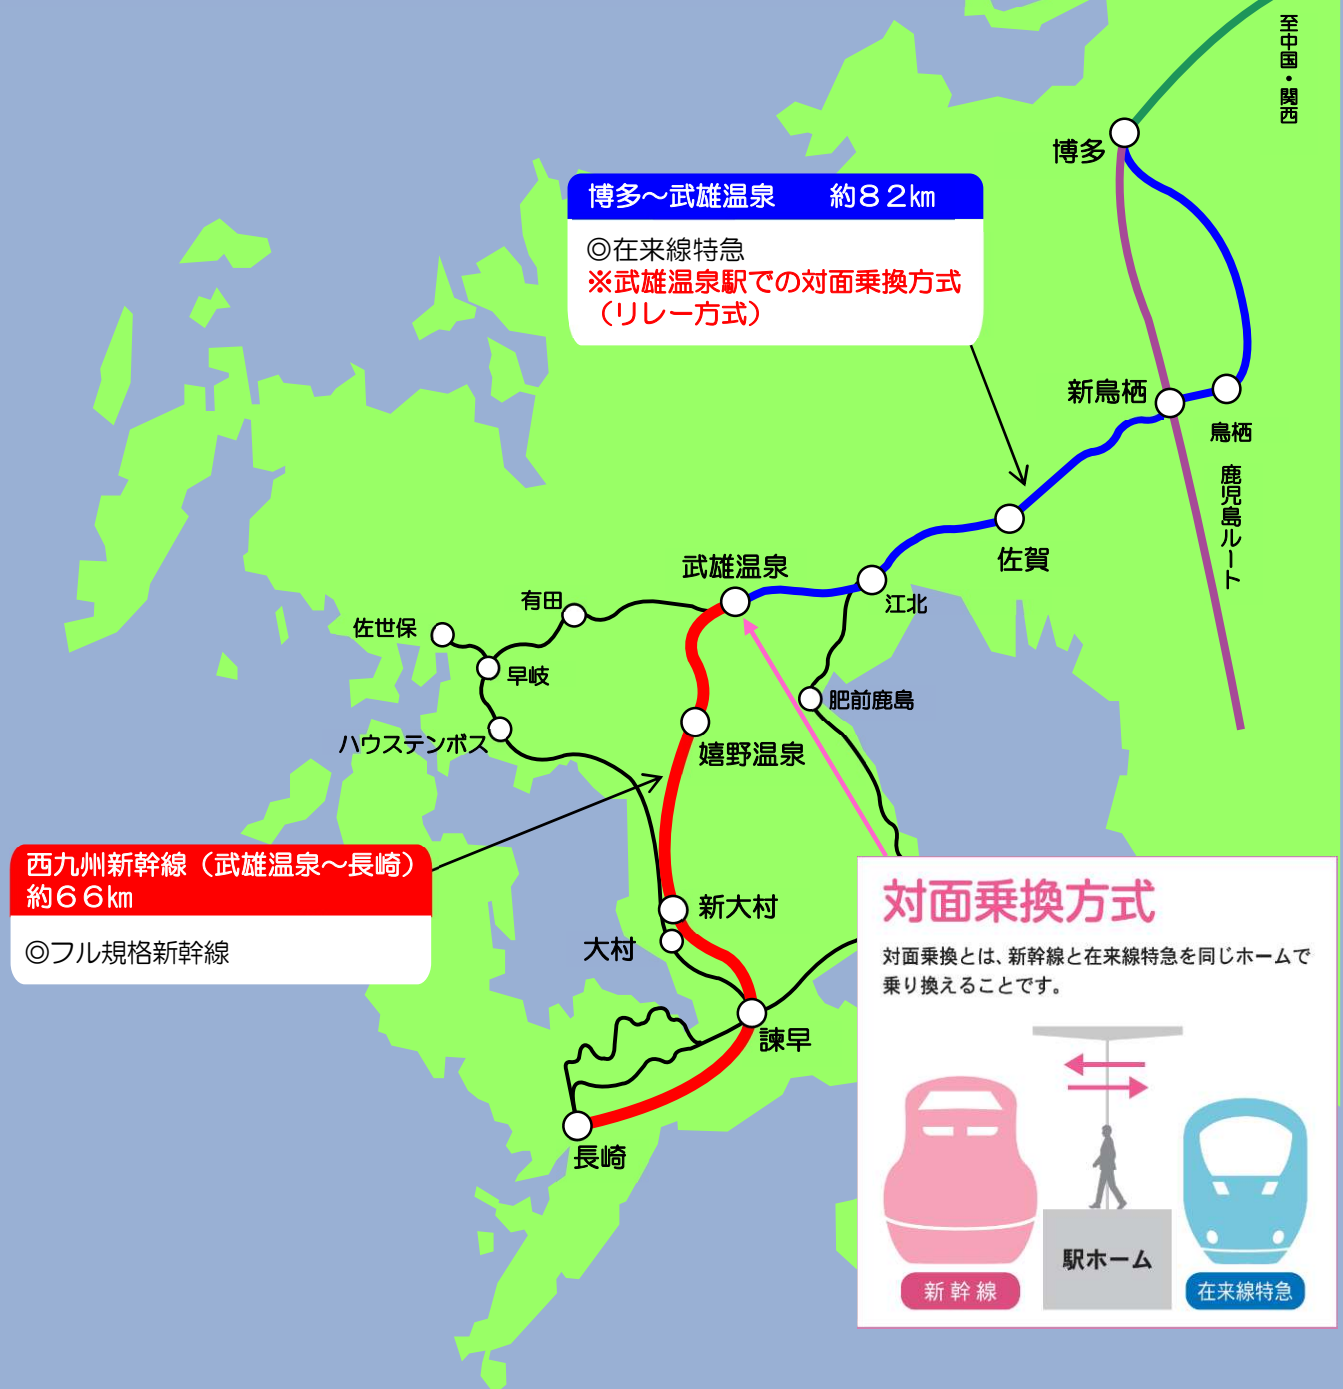 至中国・関西
博多
博多～武雄温泉　　約８２㎞
◎在来線特急
※武雄温泉駅での対面乗換方式
（リレー方式）
新鳥栖
鳥栖
鹿児島ルート
佐賀
武雄温泉
江北
有田
佐世保
早岐
肥前鹿島
ハウステンボス
嬉野温泉
西九州新幹線（武雄温泉～長崎）
約６６㎞
◎フル規格新幹線
新大村
大村
諫早
長崎
対面乗換方式
対面乗換とは、新幹線と在来線特急を同じホームで
乗り換えることです。
駅ホーム
新幹線
在来線特急